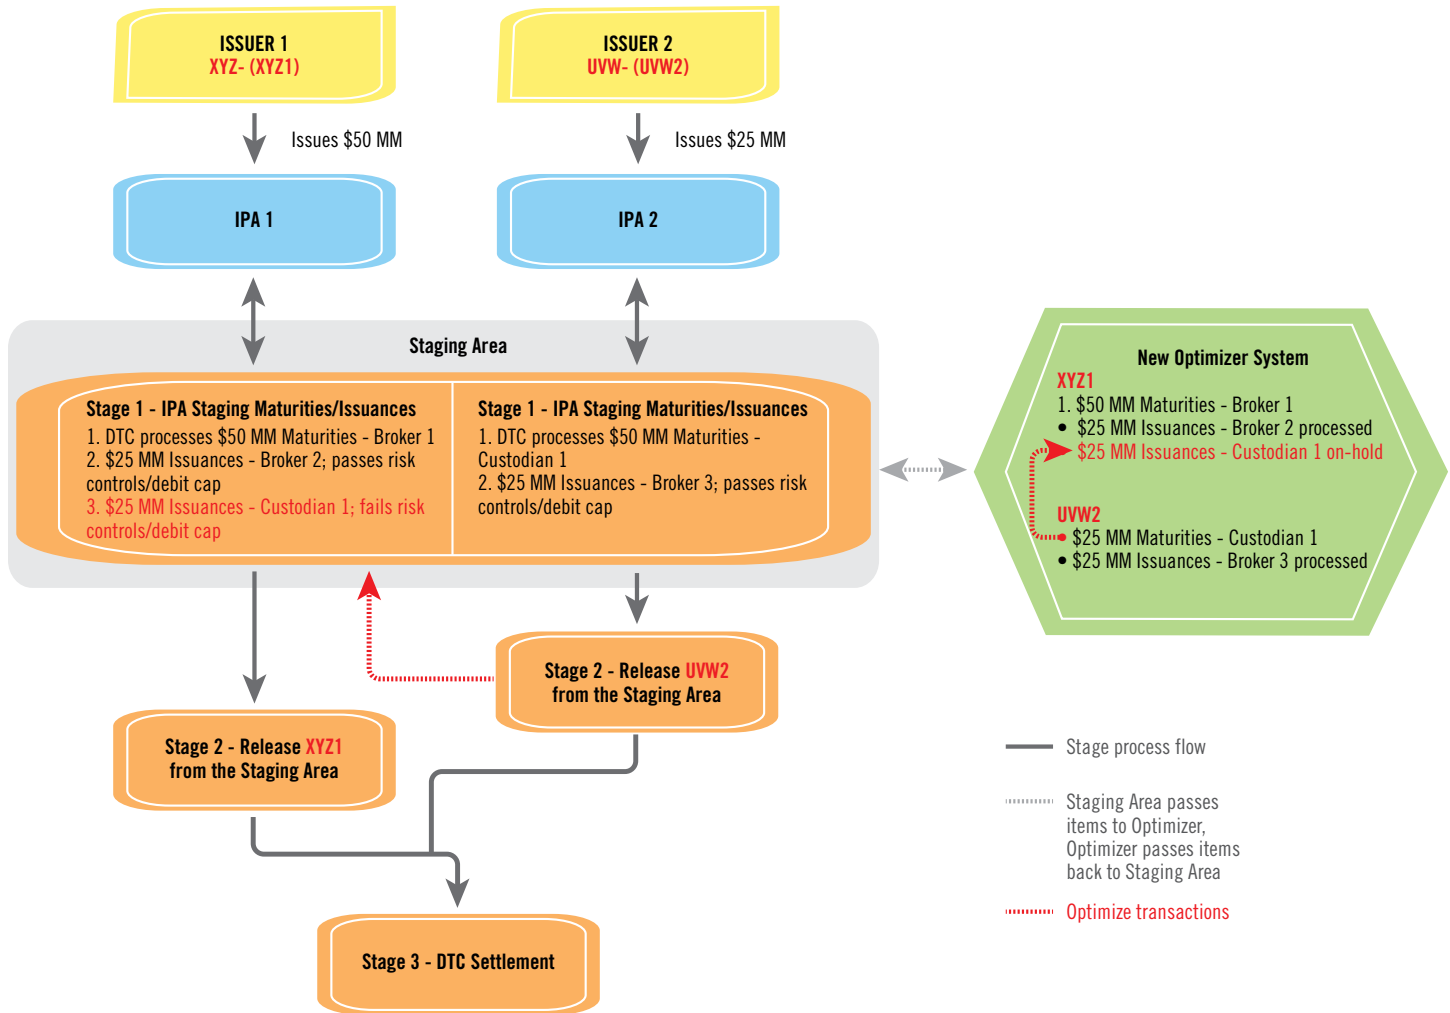 ISSUER 1
XYZ- (XYZ1)
ISSUER 2
UVW- (UVW2)
Issues $50 MM
Issues $25 MM
IPA 1
IPA 2
Staging Area
Stage 1 - IPA Staging Maturities/Issuances
1. DTC processes $50 MM Maturities - Broker 1
2. $25 MM Issuances - Broker 2; passes risk
controls/debit cap
3. $25 MM Issuances - Custodian 1; fails risk
controls/debit cap
Stage 1 - IPA Staging Maturities/Issuances
1. DTC processes $50 MM Maturities -
Custodian 1
2. $25 MM Issuances - Broker 3; passes risk
controls/debit cap
New Optimizer System
XYZ1
1. $50 MM Maturities - Broker 1
• $25 MM Issuances - Broker 2 processed
$25 MM Issuances - Custodian 1 on-hold
UVW2
• $25 MM Maturities - Custodian 1
• $25 MM Issuances - Broker 3 processed
Stage 2 - Release UVW2
from the Staging Area
Stage 2 - Release XYZ1
from the Staging Area
Stage 3 - DTC Settlement
Stage process flow
Staging Area passes
items to Optimizer,
Optimizer passes items
back to Staging Area
Optimize transactions